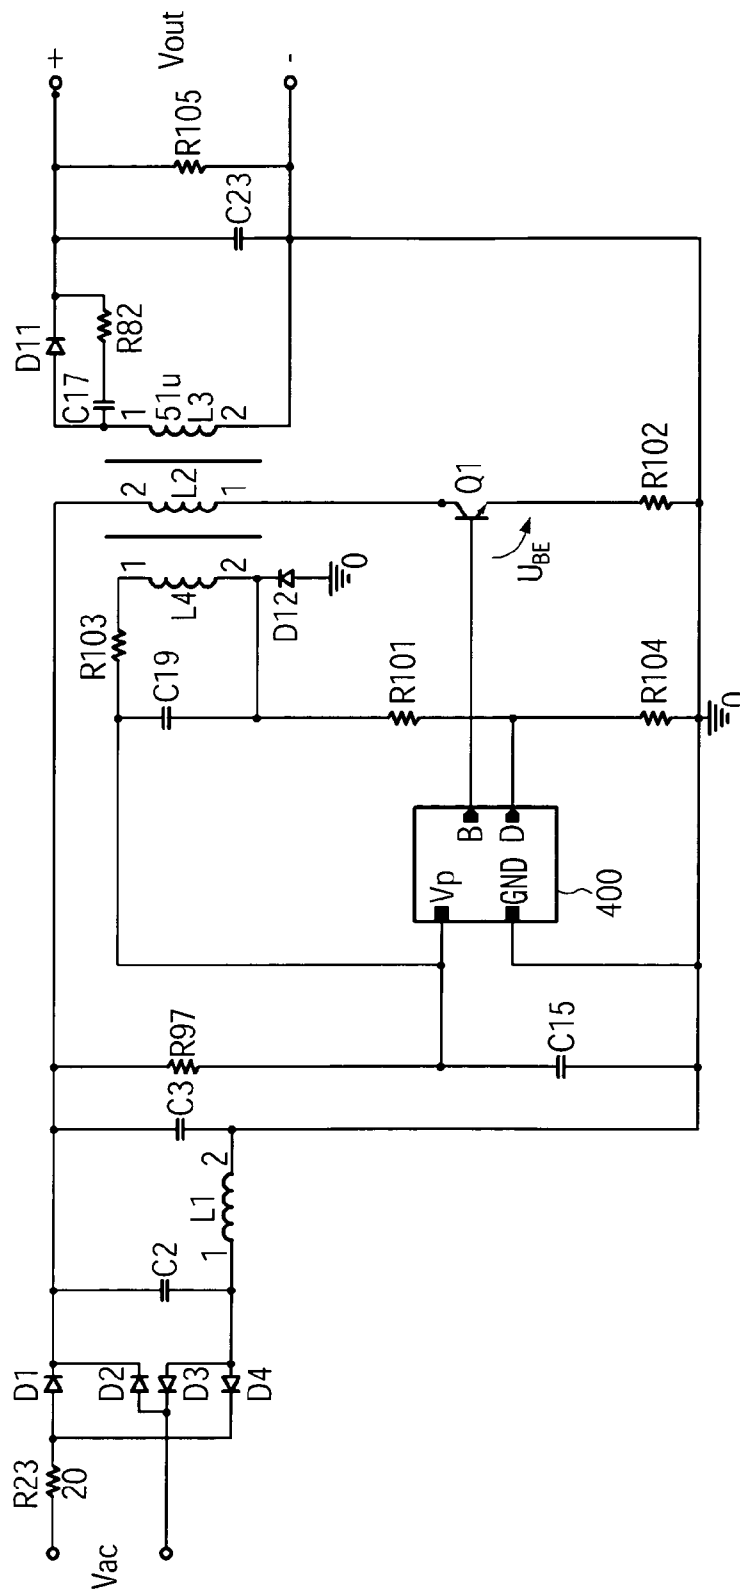 Vac
R23
20
D1
D2
D3
D4
C2
1
L1
2
C3
R97
C15
Vp
GND
B
D
400
R103
C19
1
L4
2
D12
0
R101
R104
0
2
L2
1
Q1
UBE
R102
D11
C17
R82
1
51u
L3
2
C23
R105
+
Vout
-